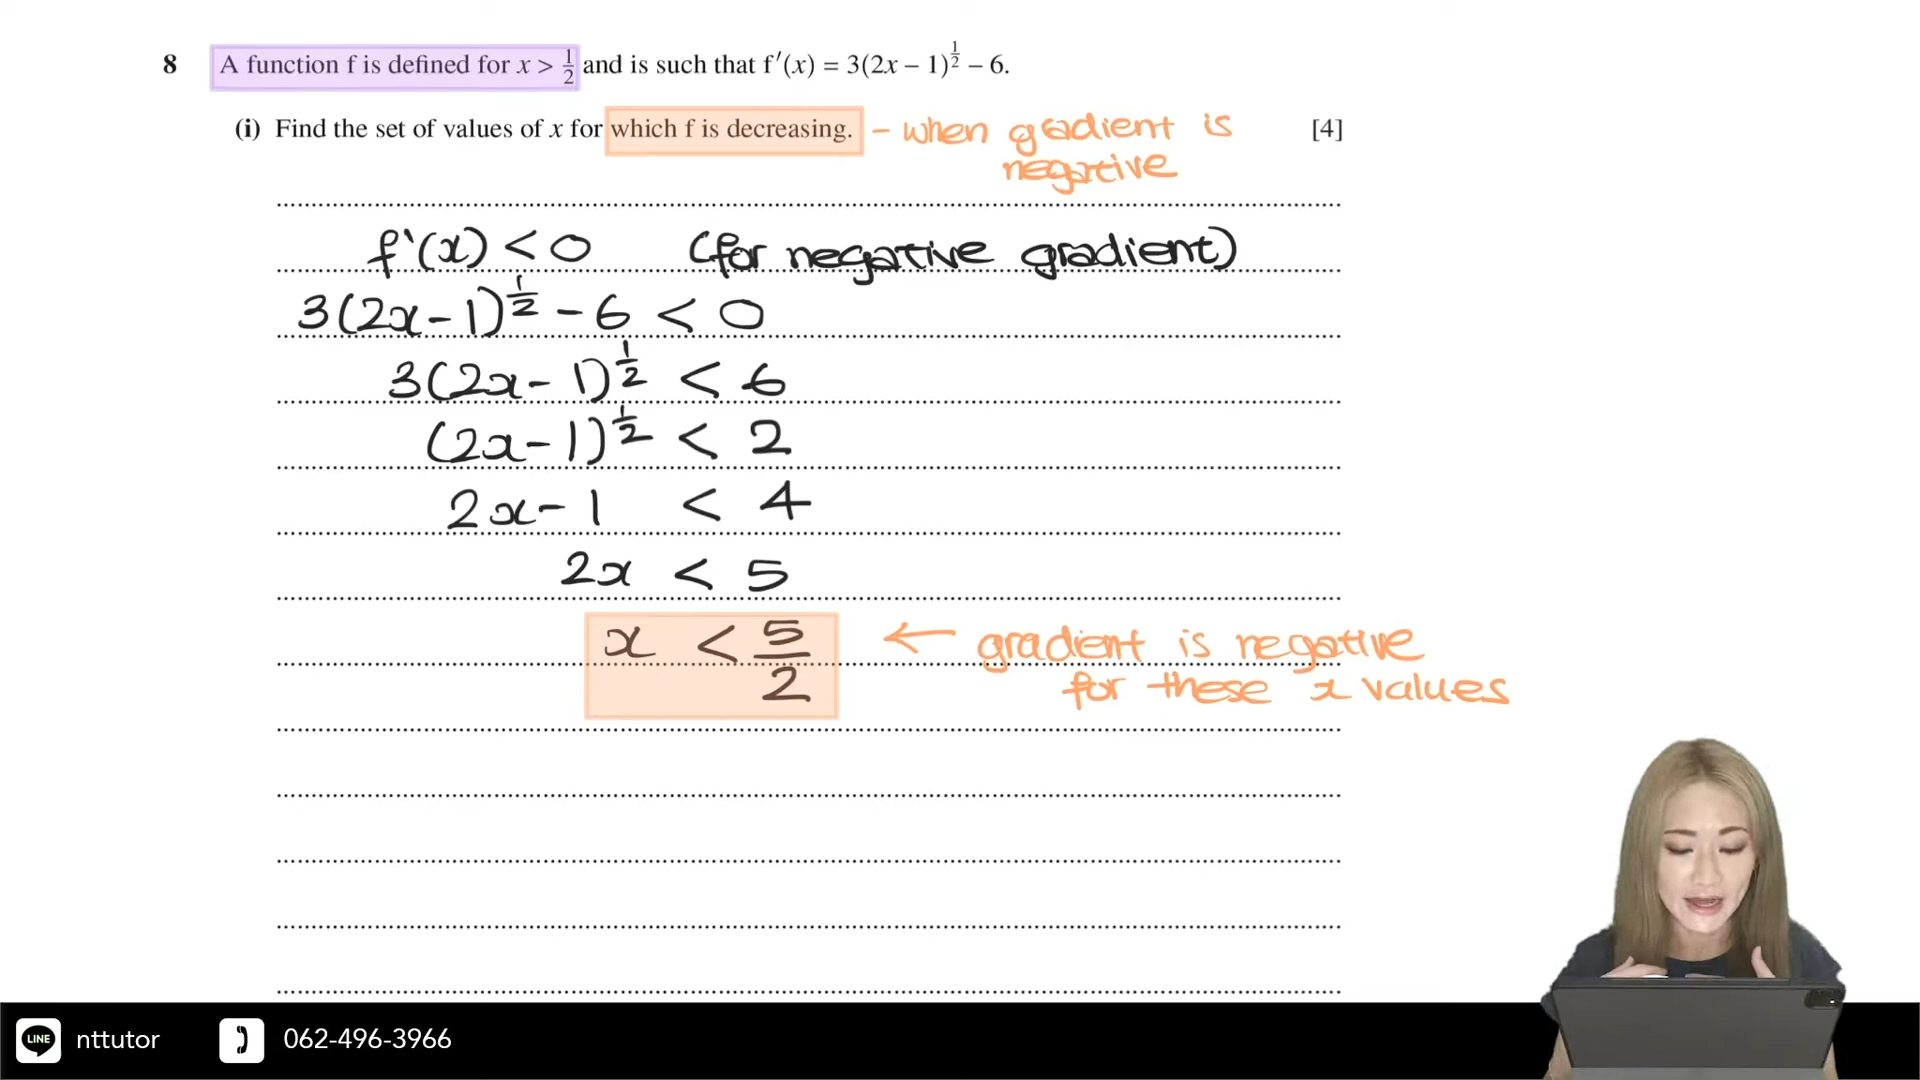 8 A function f is defined for x > 1/2 and is such that f′(x) = 3(2x − 1)^(1/2) − 6.
(i) Find the set of values of x for which f is decreasing. – when gradient is [4]
negative
f'(x) < 0 (for negative gradient)
3(2x-1)^(1/2) - 6 < 0
3(2x-1)^(1/2) < 6
(2x-1)^(1/2) < 2
2x-1 < 4
2x < 5
x < 5/2 ← gradient is negative
for these x values
LINE nttutor 062-496-3966